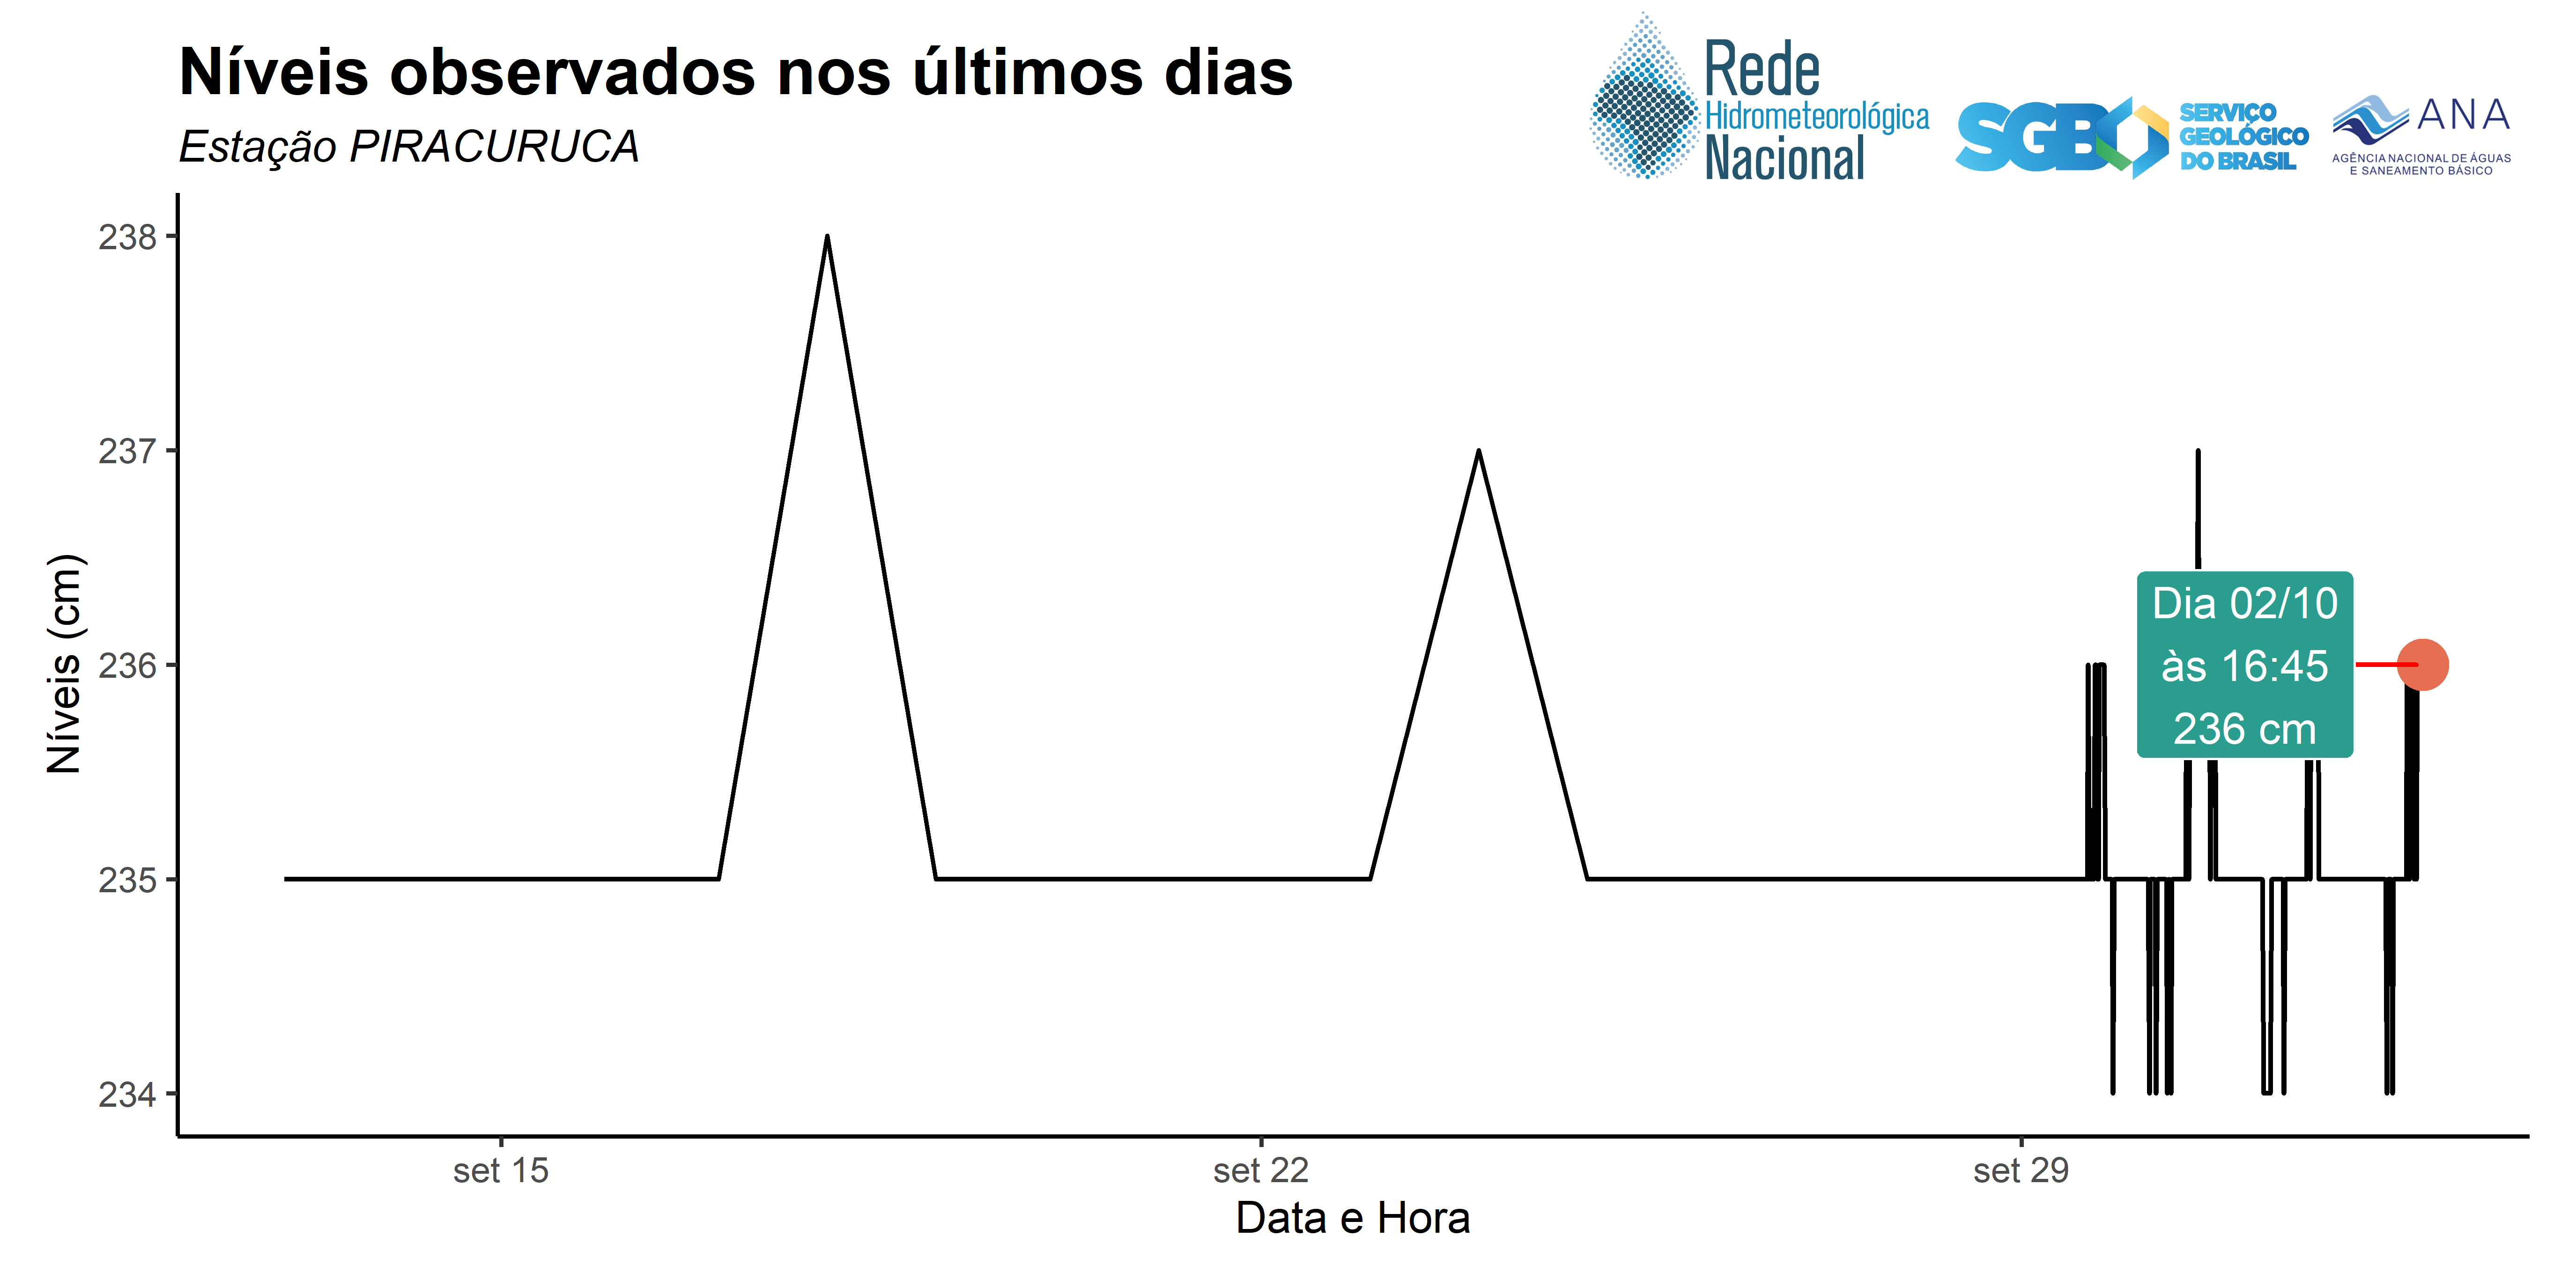 Níveis observados nos últimos dias
Estação PIRACURUCA
Rede
Hidrometeorológica
Nacional
SGB
SERVIÇO
GEOLÓGICO
DO BRASIL
ANA
AGÊNCIA NACIONAL DE ÁGUAS
E SANEAMENTO BÁSICO
Níveis (cm)
238
237
236
235
234
Dia 02/10
às 16:45
236 cm
set 15
set 22
set 29
Data e Hora